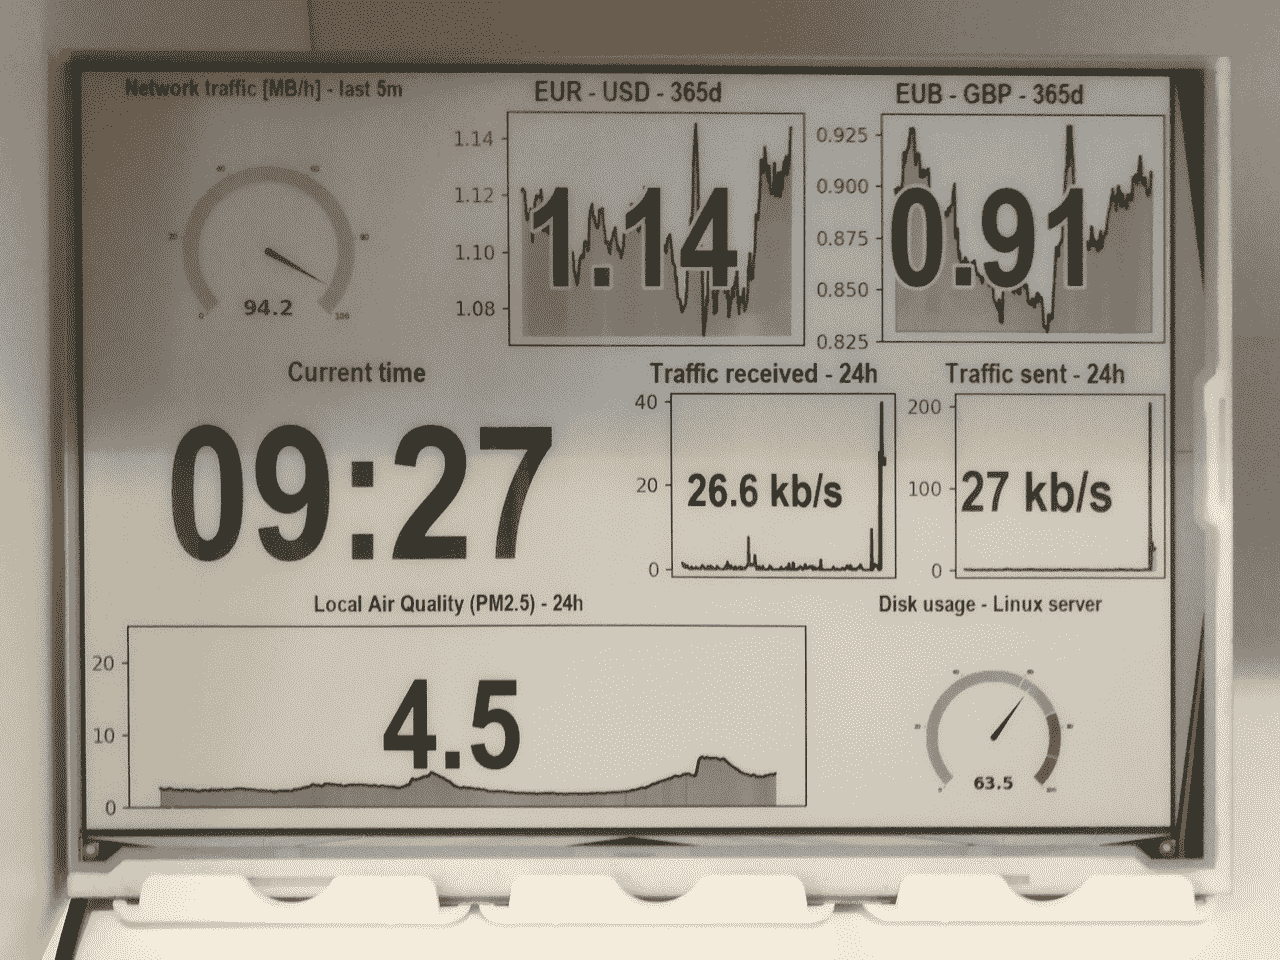 Network traffic [MB/h] - last 5m
94.2
0
100
EUR - USD - 365d
1.14
1.12
1.10
1.08
1.14
EUB - GBP - 365d
0.925
0.900
0.875
0.850
0.825
0.91
Current time
09:27
Traffic received - 24h
40
20
0
26.6 kb/s
Traffic sent - 24h
200
100
0
27 kb/s
Local Air Quality (PM2.5) - 24h
20
10
0
4.5
Disk usage - Linux server
63.5